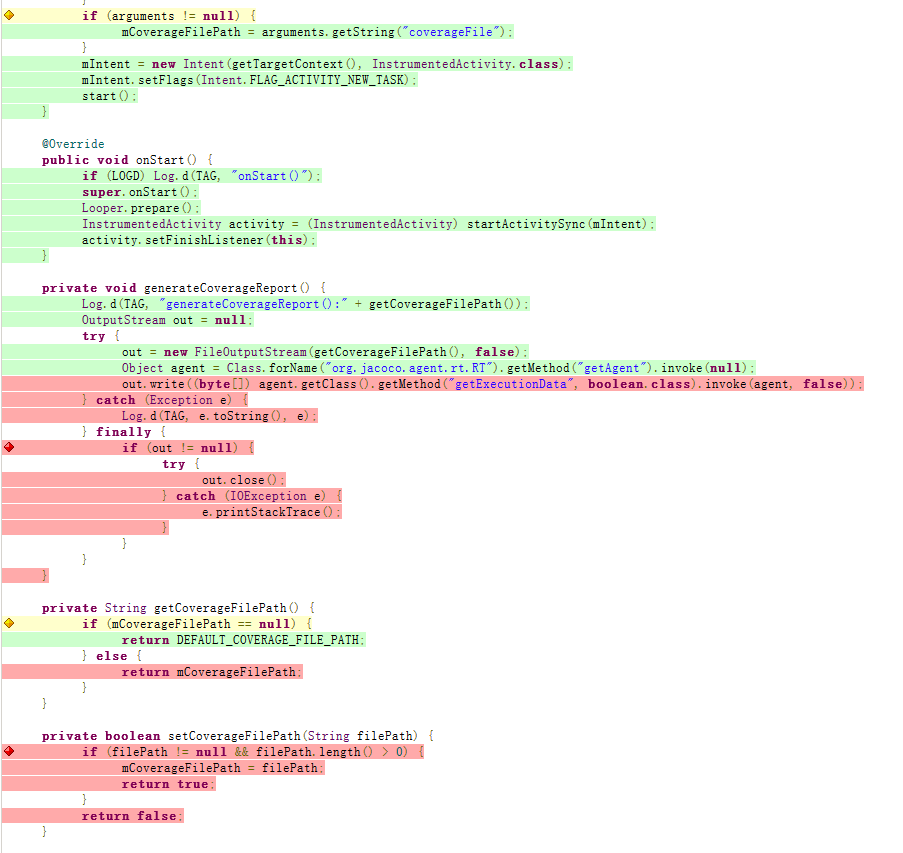 }
if (arguments != null) {
mCoverageFilePath = arguments.getString("coverageFile");
}
mIntent = new Intent(getTargetContext(), InstrumentedActivity.class);
mIntent.setFlags(Intent.FLAG_ACTIVITY_NEW_TASK);
start();
}
@Override
public void onStart() {
if (LOGD) Log.d(TAG, "onStart()");
super.onStart();
Looper.prepare();
InstrumentedActivity activity = (InstrumentedActivity) startActivitySync(mIntent);
activity.setFinishListener(this);
}
private void generateCoverageReport() {
Log.d(TAG, "generateCoverageReport():" + getCoverageFilePath());
OutputStream out = null;
try {
out = new FileOutputStream(getCoverageFilePath(), false);
Object agent = Class.forName("org.jacoco.agent.rt.RT").getMethod("getAgent").invoke(null);
out.write((byte[]) agent.getClass().getMethod("getExecutionData", boolean.class).invoke(agent, false));
} catch (Exception e) {
Log.d(TAG, e.toString(), e);
} finally {
if (out != null) {
try {
out.close();
} catch (IOException e) {
e.printStackTrace();
}
}
}
}
private String getCoverageFilePath() {
if (mCoverageFilePath == null) {
return DEFAULT_COVERAGE_FILE_PATH;
} else {
return mCoverageFilePath;
}
}
private boolean setCoverageFilePath(String filePath) {
if (filePath != null && filePath.length() > 0) {
mCoverageFilePath = filePath;
return true;
}
return false;
}